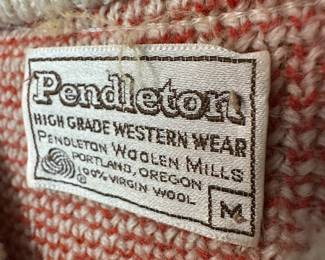 Pendleton
HIGH GRADE WESTERN WEAR
PENDLETON WOOLEN MILLS
PORTLAND, OREGON
100% VIRGIN WOOL
M